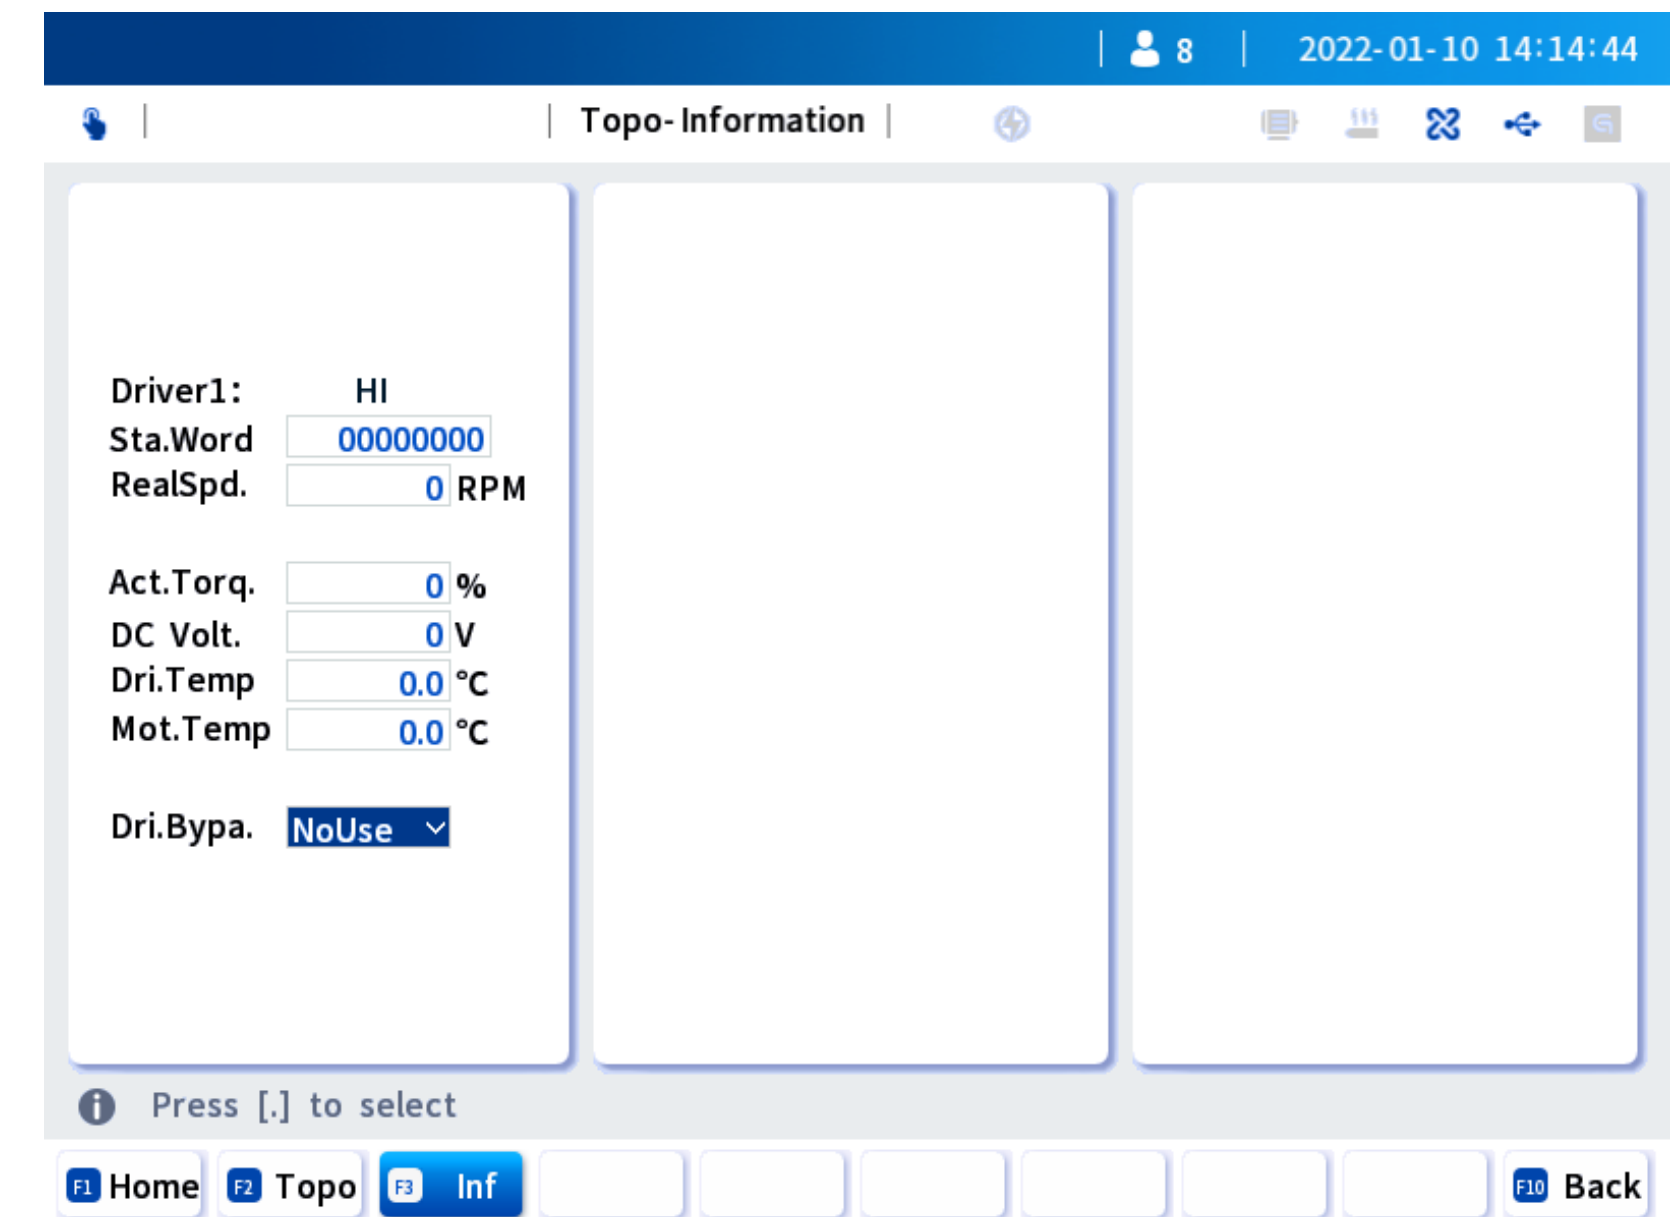 8 2022-01-10 14:14:44
Topo-Information
Driver1: HI
Sta.Word 00000000
RealSpd. 0 RPM
Act.Torq. 0 %
DC Volt. 0 V
Dri.Temp 0.0 °C
Mot.Temp 0.0 °C
Dri.Bypa. NoUse
Press [.] to select
F1 Home F2 Topo F3 Inf F10 Back